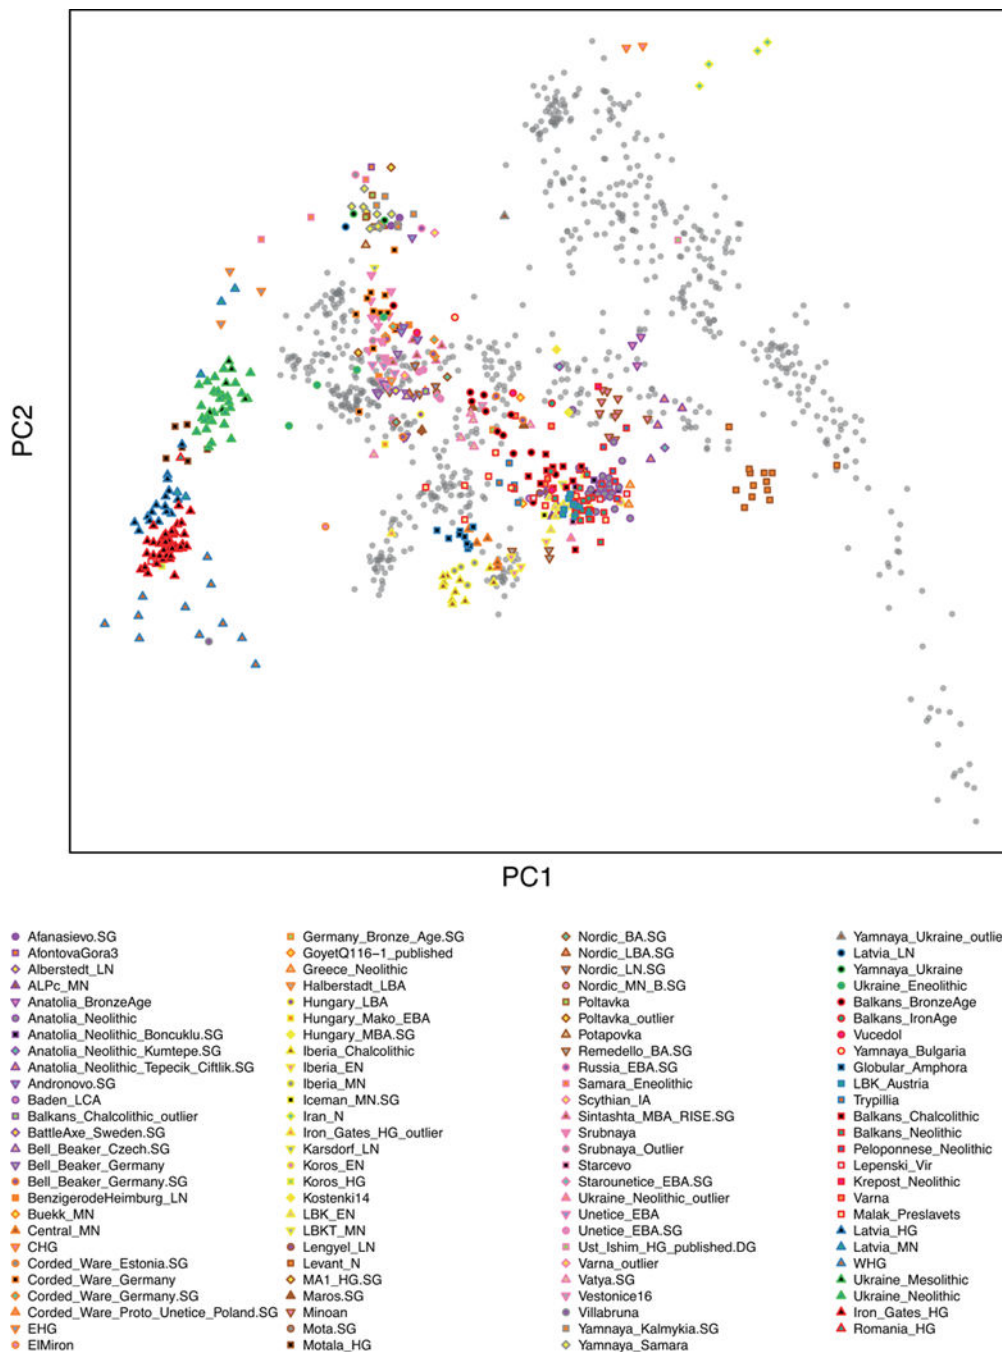 PC2
PC1
Afanasievo.SG
AfontovaGora3
Alberstedt_LN
ALPc_MN
Anatolia_BronzeAge
Anatolia_Neolithic
Anatolia_Neolithic_Boncuklu.SG
Anatolia_Neolithic_Kumtepe.SG
Anatolia_Neolithic_Tepecik_Ciftlik.SG
Andronovo.SG
Baden_LCA
Balkans_Chalcolithic_outlier
BattleAxe_Sweden.SG
Bell_Beaker_Czech.SG
Bell_Beaker_Germany
Bell_Beaker_Germany.SG
BenzigerodeHeimburg_LN
Buekk_MN
Central_MN
CHG
Corded_Ware_Estonia.SG
Corded_Ware_Germany
Corded_Ware_Germany.SG
Corded_Ware_Proto_Unetice_Poland.SG
EHG
ElMiron
Germany_Bronze_Age.SG
GoyetQ116-1_published
Greece_Neolithic
Halberstadt_LBA
Hungary_LBA
Hungary_Mako_EBA
Hungary_MBA.SG
Iberia_Chalcolithic
Iberia_EN
Iberia_MN
Iceman_MN.SG
Iran_N
Iron_Gates_HG_outlier
Karsdorf_LN
Koros_EN
Koros_HG
Kostenki14
LBK_EN
LBKT_MN
Lengyel_LN
Levant_N
MA1_HG.SG
Maros.SG
Minoan
Mota.SG
Motala_HG
Nordic_BA.SG
Nordic_LBA.SG
Nordic_LN.SG
Nordic_MN_B.SG
Poltavka
Poltavka_outlier
Potapovka
Remedello_BA.SG
Russia_EBA.SG
Samara_Eneolithic
Scythian_IA
Sintashta_MBA_RISE.SG
Srubnaya
Srubnaya_Outlier
Starcevo
Starounetice_EBA.SG
Ukraine_Neolithic_outlier
Unetice_EBA
Unetice_EBA.SG
Ust_Ishim_HG_published.DG
Varna_outlier
Vatya.SG
Vestonice16
Villabruna
Yamnaya_Kalmykia.SG
Yamnaya_Samara
Yamnaya_Ukraine_outlie
Latvia_LN
Yamnaya_Ukraine
Ukraine_Eneolithic
Balkans_BronzeAge
Balkans_IronAge
Vucedol
Yamnaya_Bulgaria
Globular_Amphora
LBK_Austria
Trypillia
Balkans_Chalcolithic
Balkans_Neolithic
Peloponnese_Neolithic
Lepenski_Vir
Krepost_Neolithic
Varna
Malak_Preslavets
Latvia_HG
Latvia_MN
WHG
Ukraine_Mesolithic
Ukraine_Neolithic
Iron_Gates_HG
Romania_HG